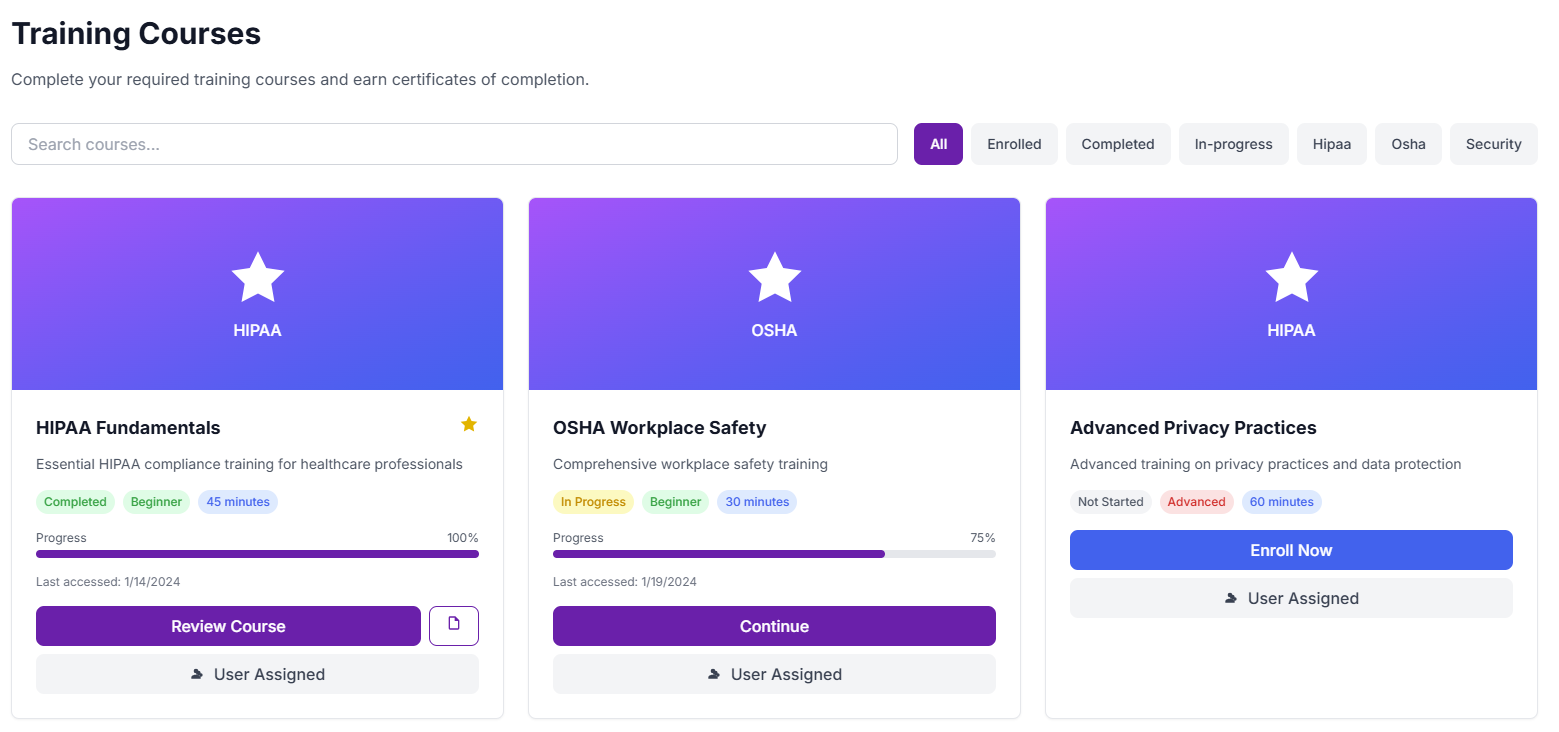 Training Courses
Complete your required training courses and earn certificates of completion.
Search courses...
All
Enrolled
Completed
In-progress
Hipaa
Osha
Security
HIPAA
HIPAA Fundamentals
Essential HIPAA compliance training for healthcare professionals
Completed
Beginner
45 minutes
Progress
100%
Last accessed: 1/14/2024
Review Course
User Assigned
OSHA
OSHA Workplace Safety
Comprehensive workplace safety training
In Progress
Beginner
30 minutes
Progress
75%
Last accessed: 1/19/2024
Continue
User Assigned
HIPAA
Advanced Privacy Practices
Advanced training on privacy practices and data protection
Not Started
Advanced
60 minutes
Enroll Now
User Assigned